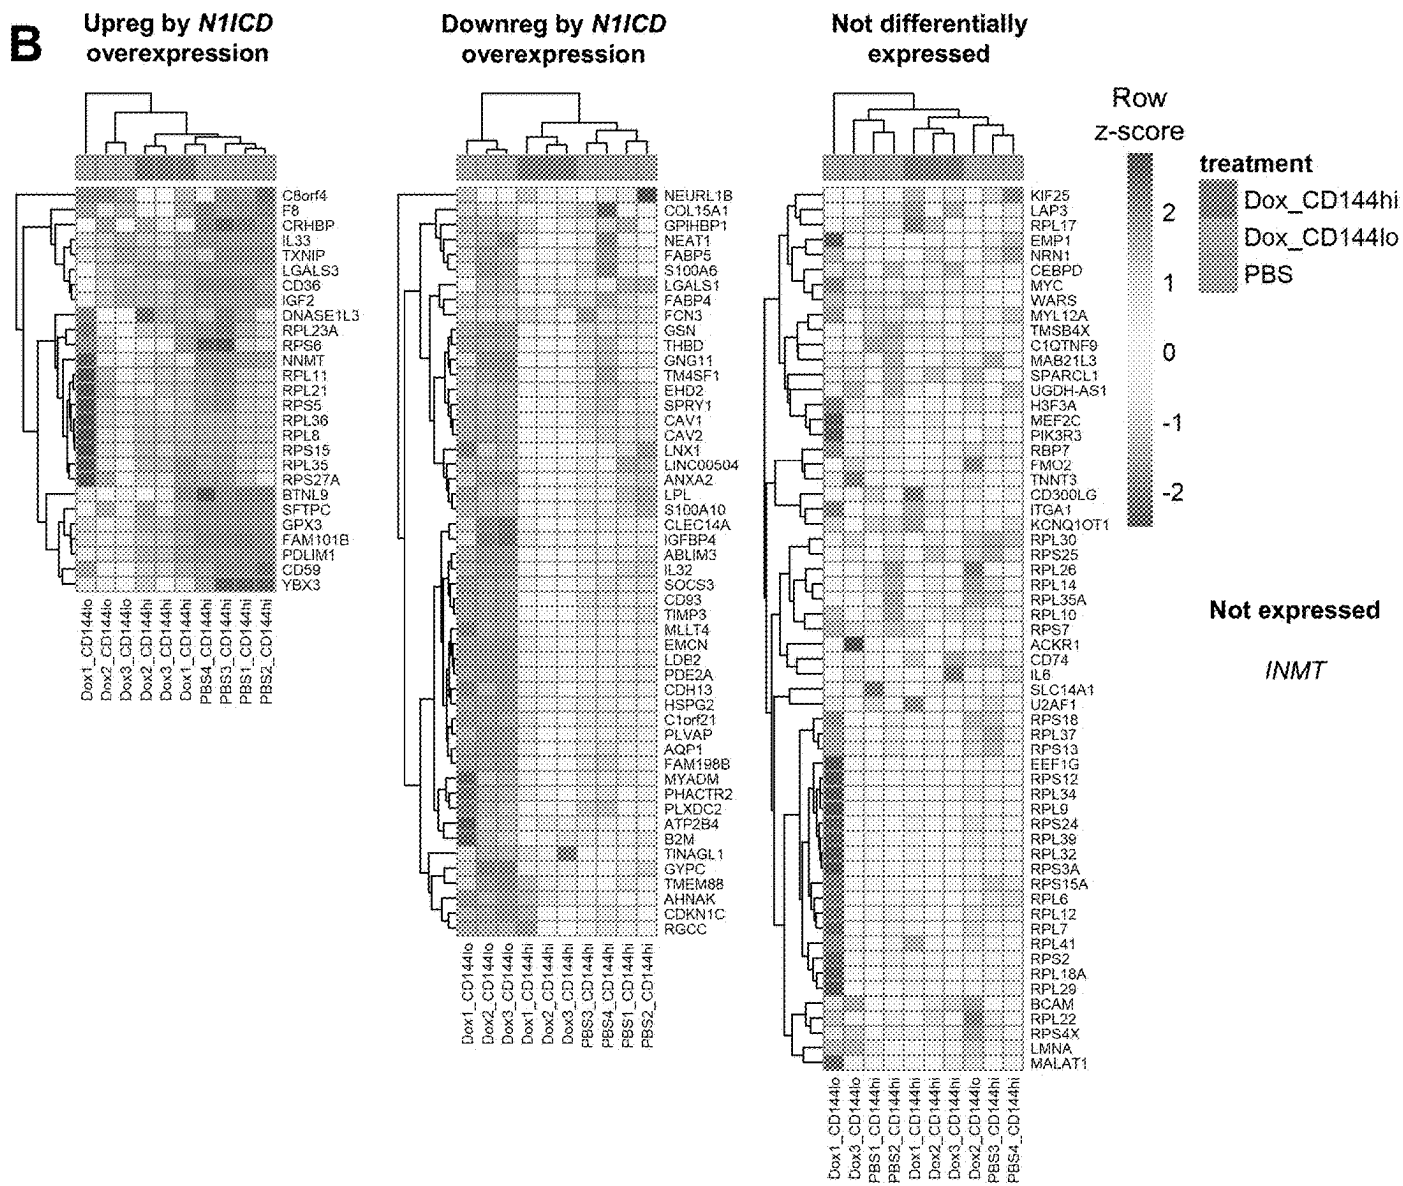 B
Upreg by N1ICD
overexpression
C8orf4
F8
CRHBP
IL33
TXNIP
LGALS3
CD36
IGF2
DNASE1L3
RPL23A
RPS6
NNMT
RPL11
RPL21
RPS5
RPL36
RPL8
RPS15
RPL35
RPS27A
BTNL9
SFTPC
GPX3
FAM101B
PDLIM1
CD59
YBX3
Dox1_CD144lo
Dox2_CD144lo
Dox3_CD144lo
Dox2_CD144hi
Dox3_CD144hi
Dox1_CD144hi
PBS4_CD144hi
PBS3_CD144hi
PBS1_CD144hi
PBS2_CD144hi
Downreg by N1ICD
overexpression
NEURL1B
COL15A1
GPIHBP1
NEAT1
FABP5
S100A6
LGALS1
FABP4
FCN3
GSN
THBD
GNG11
TM4SF1
EHD2
SPRY1
CAV1
CAV2
LNX1
LINC00504
ANXA2
LPL
S100A10
CLEC14A
IGFBP4
ABLIM3
IL32
SOCS3
CD93
TIMP3
MLLT4
EMCN
LDB2
PDE2A
CDH13
HSPG2
C1orf21
PLVAP
AQP1
FAM198B
MYADM
PHACTR2
PLXDC2
ATP2B4
B2M
TINAGL1
GYPC
TMEM88
AHNAK
CDKN1C
RGCC
Dox1_CD144lo
Dox2_CD144lo
Dox3_CD144lo
Dox1_CD144hi
Dox2_CD144hi
Dox3_CD144hi
PBS3_CD144hi
PBS4_CD144hi
PBS1_CD144hi
PBS2_CD144hi
Not differentially
expressed
KIF25
LAP3
RPL17
EMP1
NRN1
CEBPD
MYC
WARS
MYL12A
TMSB4X
C1QTNF9
MAB21L3
SPARCL1
UGDH-AS1
H3F3A
MEF2C
PIK3R3
RBP7
FMO2
TNNT3
CD300LG
ITGA1
KCNQ1OT1
RPL30
RPS25
RPL26
RPL14
RPL35A
RPL10
RPS7
ACKR1
CD74
IL6
SLC14A1
U2AF1
RPS18
RPL37
RPS13
EEF1G
RPS12
RPL34
RPL9
RPS24
RPL39
RPL32
RPS3A
RPS15A
RPL6
RPL12
RPL7
RPL41
RPS2
RPL18A
RPL29
BCAM
RPL22
RPS4X
LMNA
MALAT1
Dox1_CD144lo
Dox3_CD144lo
PBS1_CD144hi
PBS2_CD144hi
Dox1_CD144hi
Dox2_CD144hi
Dox3_CD144hi
Dox2_CD144lo
PBS3_CD144hi
PBS4_CD144hi
Row
z-score
2
1
0
-1
-2
treatment
Dox_CD144hi
Dox_CD144lo
PBS
Not expressed
INMT